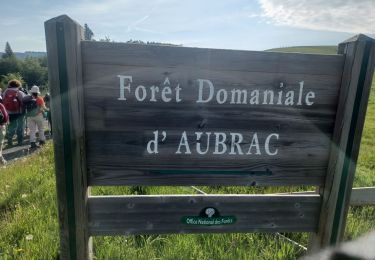 Forêt Domaniale
d'AUBRAC
Office National des Forêts